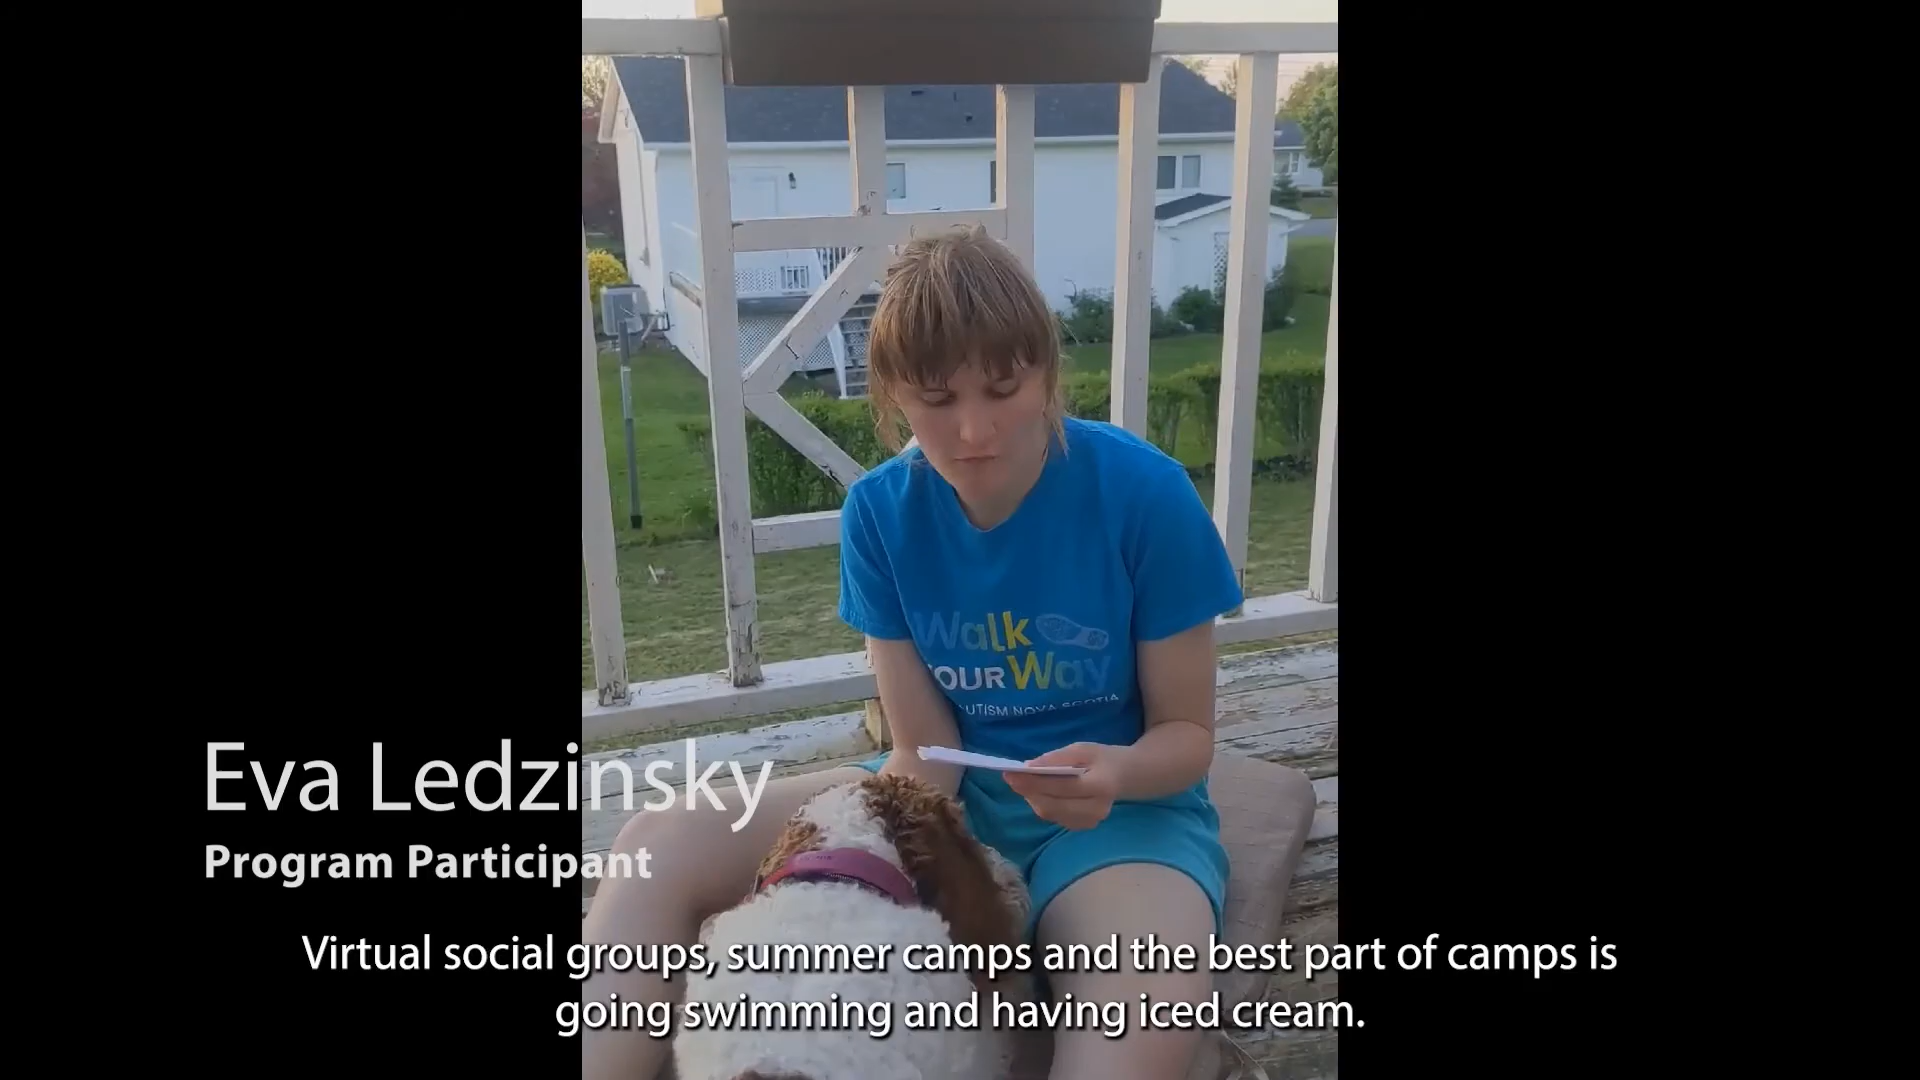 Walk
YOUR Way
AUTISM NOVA SCOTIA
Eva Ledzinsky
Program Participant
Virtual social groups, summer camps and the best part of camps is
going swimming and having iced cream.